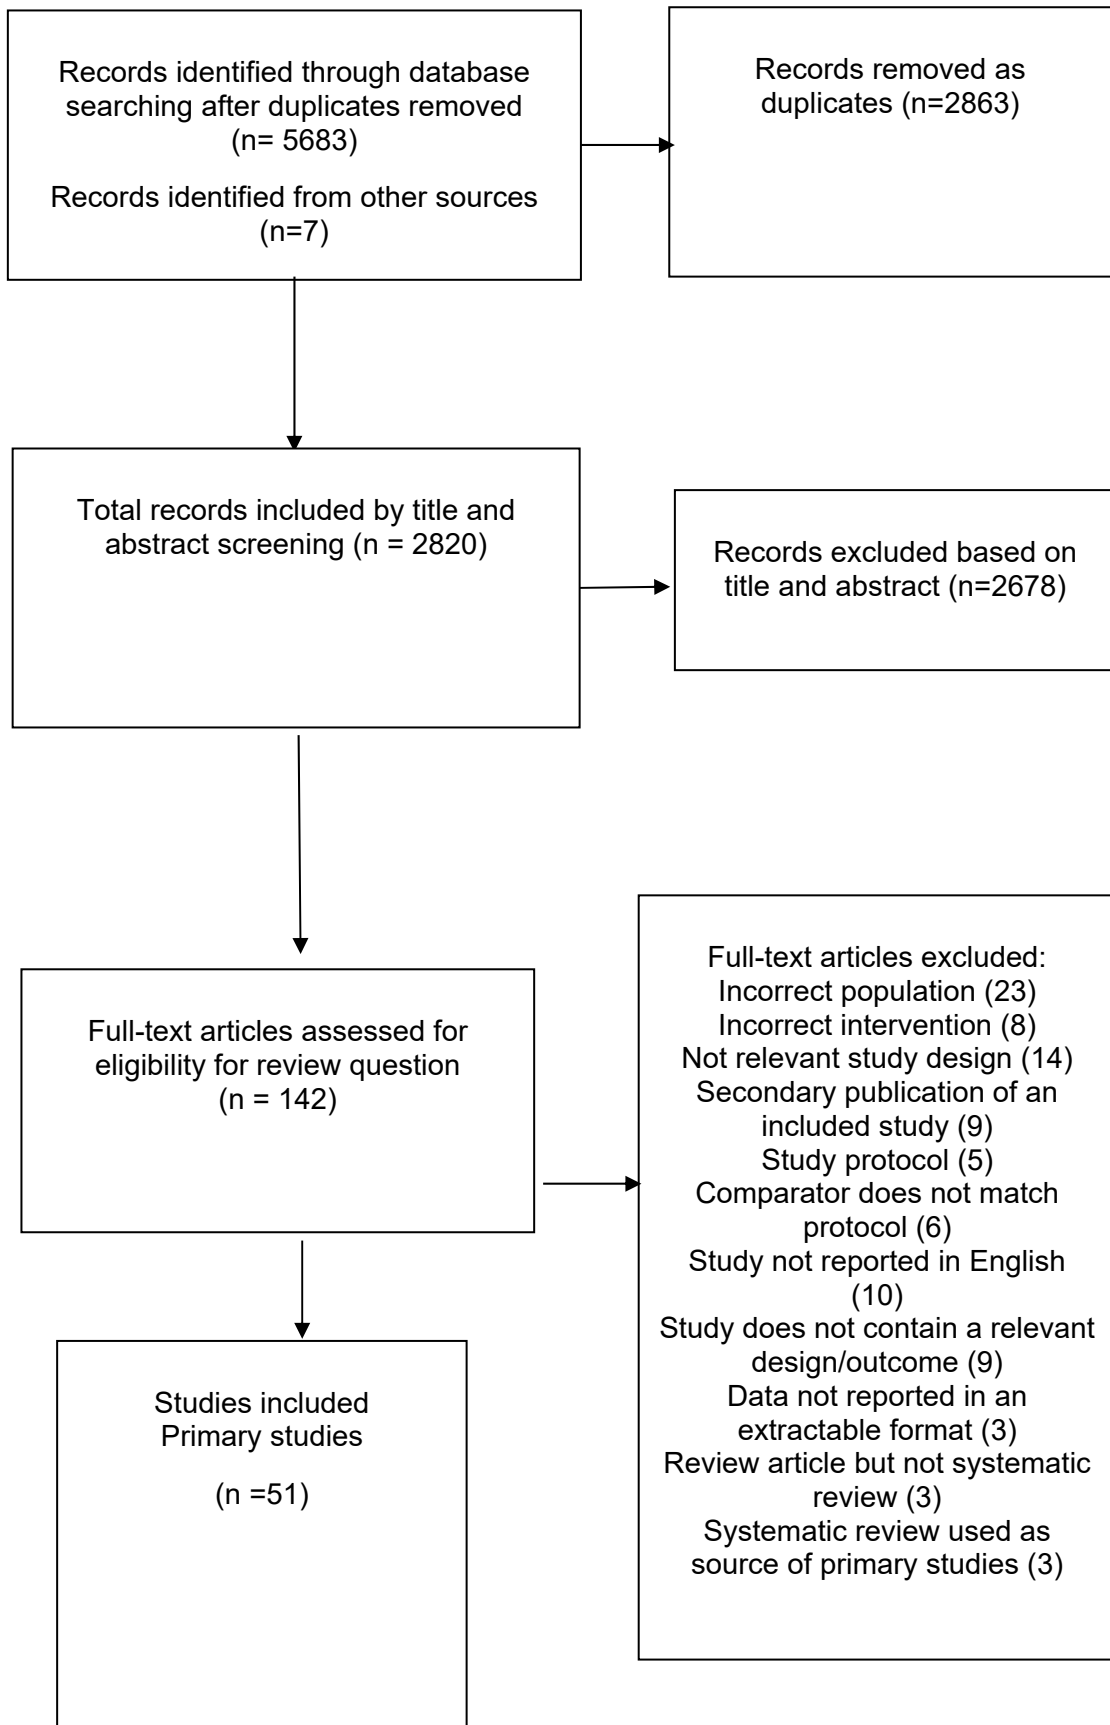 Records identified through database
searching after duplicates removed
(n= 5683)
Records identified from other sources
(n=7)
Records removed as
duplicates (n=2863)
Total records included by title and
abstract screening (n = 2820)
Records excluded based on
title and abstract (n=2678)
Full-text articles assessed for
eligibility for review question
(n = 142)
Full-text articles excluded:
Incorrect population (23)
Incorrect intervention (8)
Not relevant study design (14)
Secondary publication of an
included study (9)
Study protocol (5)
Comparator does not match
protocol (6)
Study not reported in English
(10)
Study does not contain a relevant
design/outcome (9)
Data not reported in an
extractable format (3)
Review article but not systematic
review (3)
Systematic review used as
source of primary studies (3)
Studies included
Primary studies
(n =51)